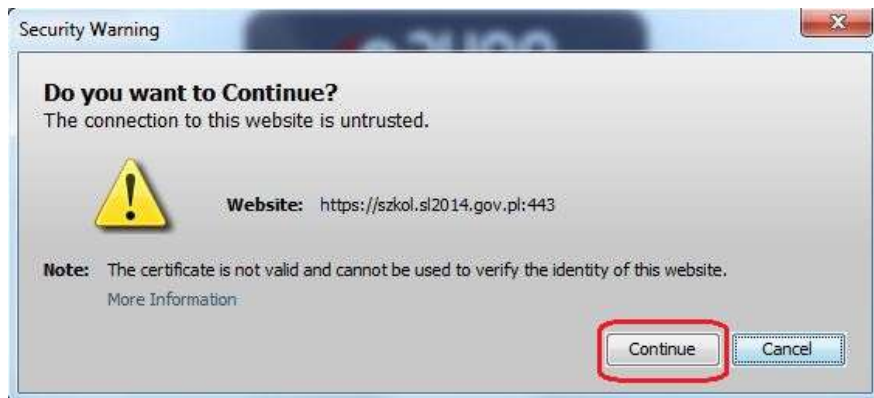 Security Warning
Do you want to Continue?
The connection to this website is untrusted.
Website: https://szkol.sl2014.gov.pl:443
Note: The certificate is not valid and cannot be used to verify the identity of this website.
More Information
Continue Cancel